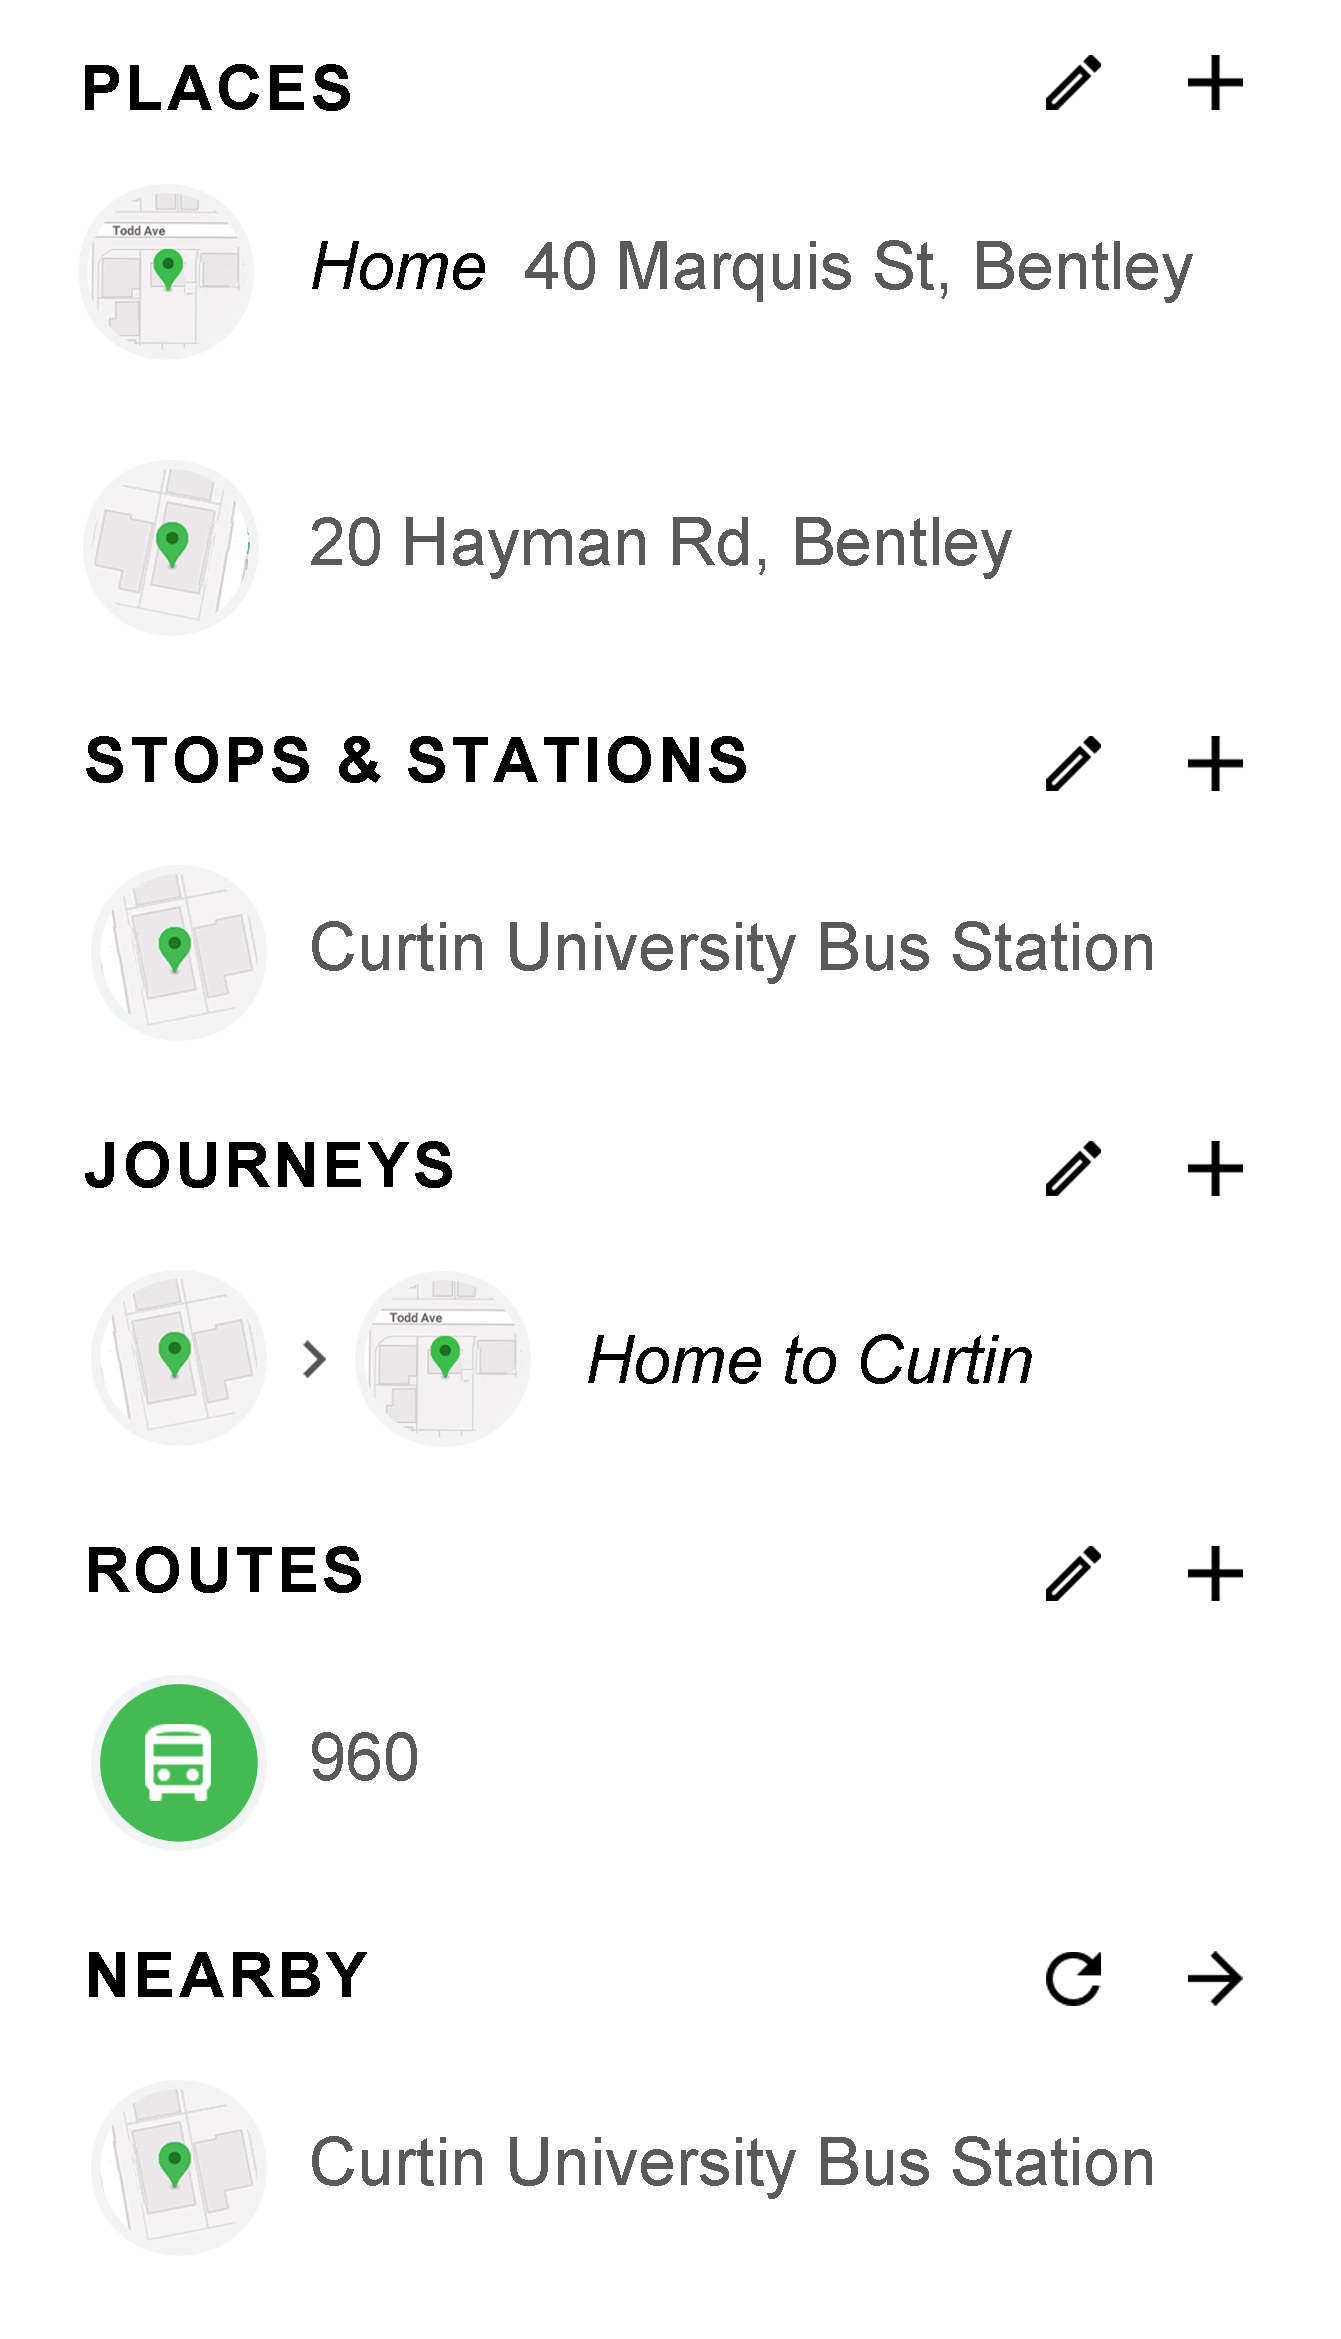 PLACES
Todd Ave
Home 40 Marquis St, Bentley
20 Hayman Rd, Bentley
STOPS & STATIONS
Curtin University Bus Station
JOURNEYS
Todd Ave
Home to Curtin
ROUTES
960
NEARBY
Curtin University Bus Station